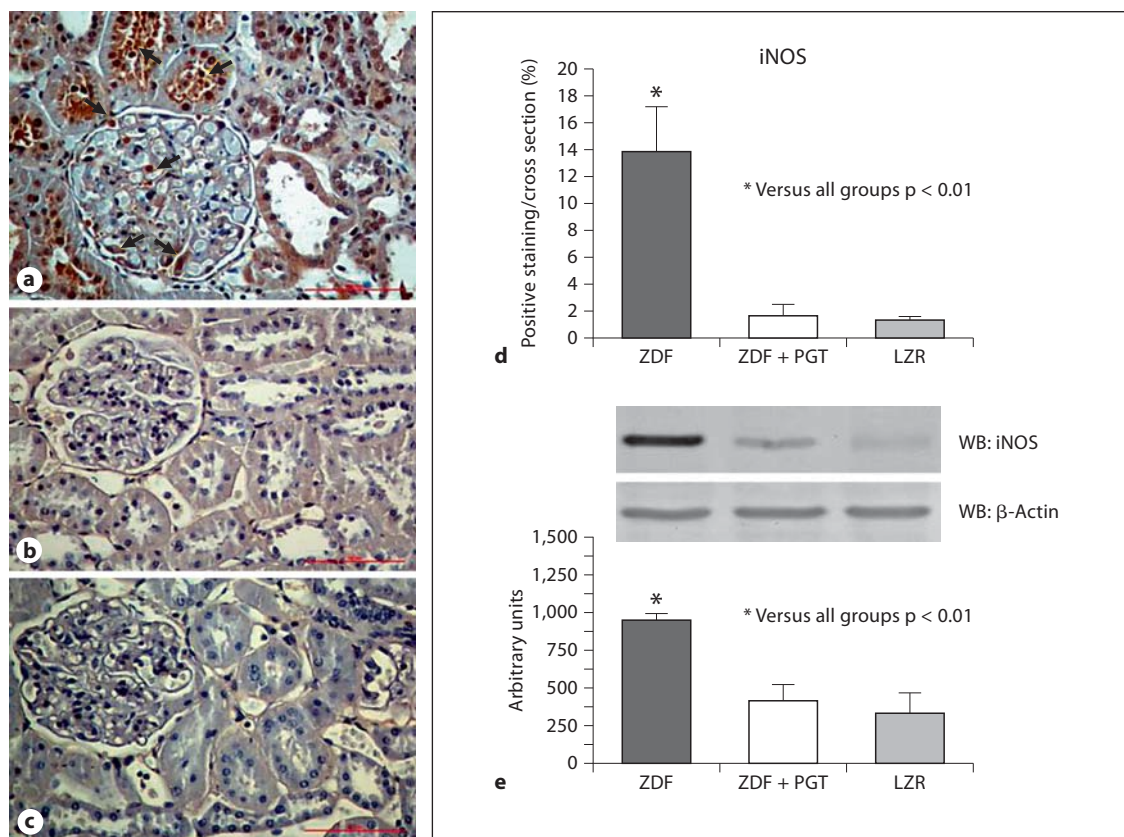 a
b
c
iNOS
Positive staining/cross section (%)
20
18
16
14
12
10
8
6
4
2
0
*
* Versus all groups p < 0.01
d
ZDF
ZDF + PGT
LZR
WB: iNOS
WB: β-Actin
Arbitrary units
1,500
1,250
1,000
750
500
250
0
*
* Versus all groups p < 0.01
e
ZDF
ZDF + PGT
LZR